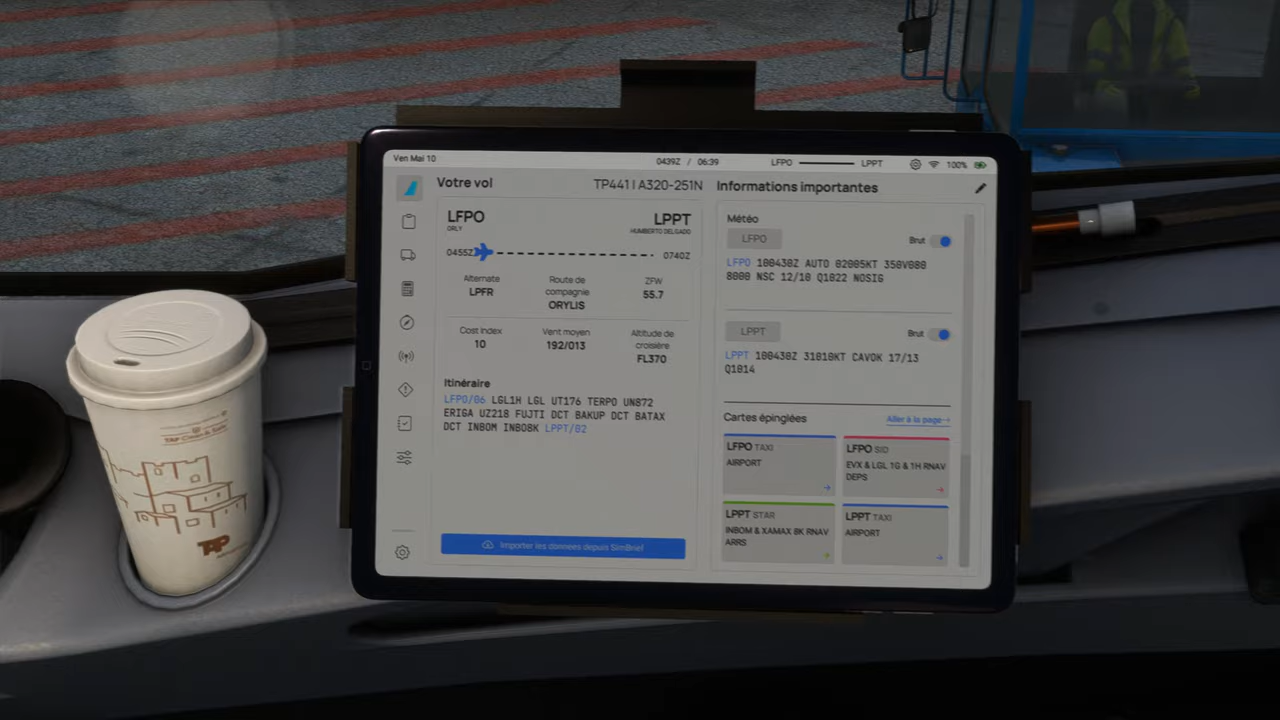 Ven Mai 10
0439Z / 06:39
LFPO
LPPT
100%
Votre vol
TP441 | A320-251N
LFPO
ORLY
LPPT
HUMBERTO DELGADO
0455Z
0740Z
Alternate
LPFR
Route de
compagnie
ORYLIS
ZFW
55.7
Cost Index
10
Vent moyen
192/013
Altitude de
croisière
FL370
Itinéraire
LFPO/06 LGL1H LGL UT176 TERPO UN872
ERIGA UZ218 FUJTI DCT BAKUP DCT BATAX
DCT INBOM INBO8K LPPT/02
Importer les donneés depuis SimBrief
Informations importantes
Météo
LFPO
Brut
LFPO 100430Z AUTO 02005KT 350V080
8000 NSC 12/10 Q1022 NOSIG
LPPT
Brut
LPPT 100430Z 31010KT CAVOK 17/13
Q1014
Cartes épinglées
Aller à la page
LFPO TAXI
AIRPORT
LFPO SID
EVX & LGL 1G & 1H RNAV
DEPS
LPPT STAR
INBOM & XAMAX 8K RNAV
ARRS
LPPT TAXI
AIRPORT
TAP Clean & Safe
TAP